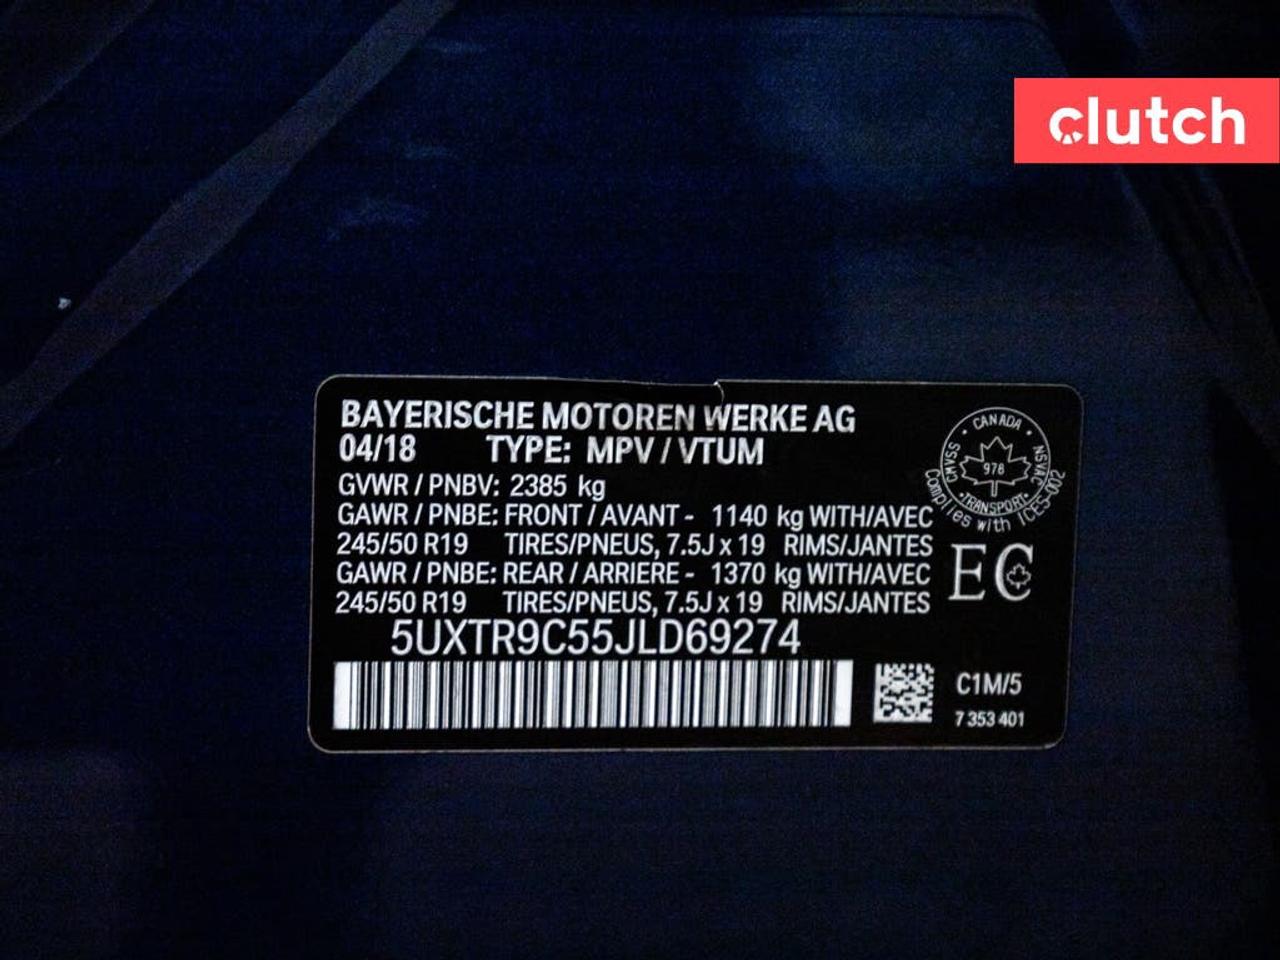 clutch
BAYERISCHE MOTOREN WERKE AG
04/18 TYPE: MPV / VTUM
GVWR / PNBV: 2385 kg
GAWR / PNBE: FRONT / AVANT - 1140 kg WITH/AVEC
245/50 R19 TIRES/PNEUS, 7.5J x 19 RIMS/JANTES
GAWR / PNBE: REAR / ARRIERE - 1370 kg WITH/AVEC
245/50 R19 TIRES/PNEUS, 7.5J x 19 RIMS/JANTES
5UXTR9C55JLD69274
CANADA
CMVSS
NSVAC
978
TRANSPORT
Complies with ICES-002
EC
C1M/5
7 353 401